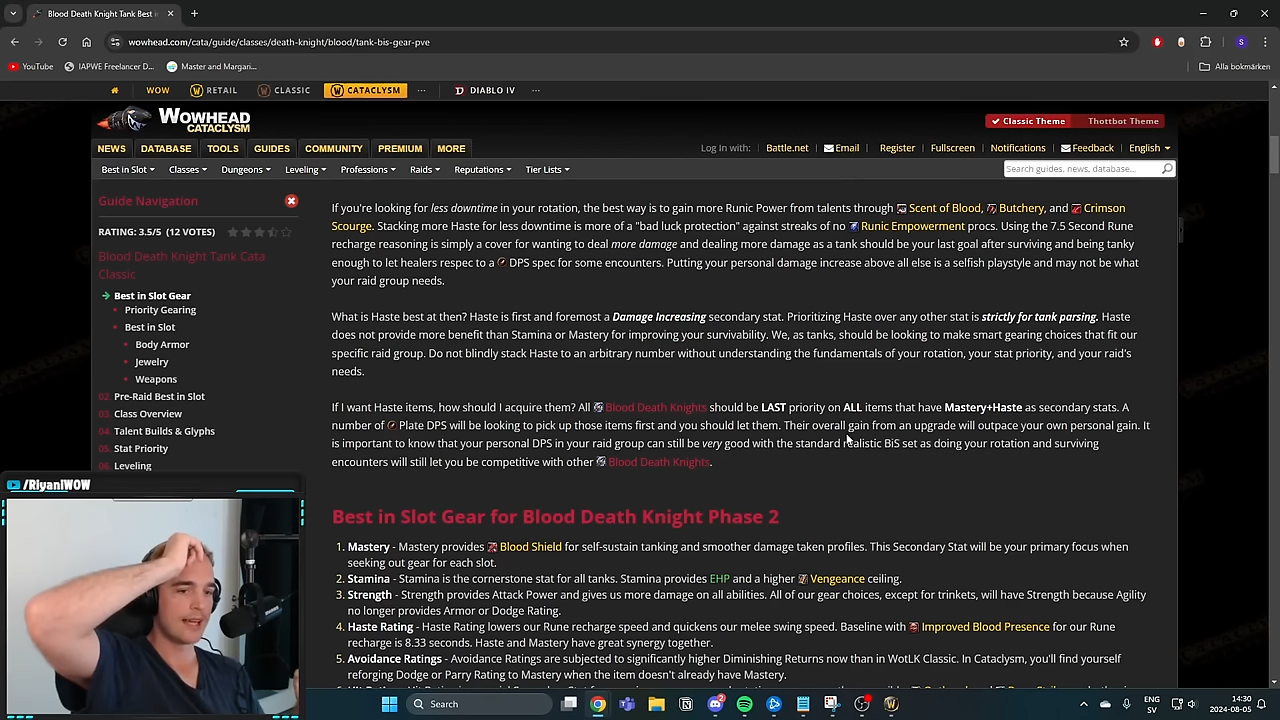 Blood Death Knight Tank Best in
wowhead.com/cata/guide/classes/death-knight/blood/tank-bis-gear-pve
S
YouTube
IAPWE Freelancer D...
Master and Margari...
Alla bokmärken
WOW
RETAIL
CLASSIC
CATACLYSM
DIABLO IV
WOWHEAD
CATACLYSM
Classic Theme
Thottbot Theme
NEWS
DATABASE
TOOLS
GUIDES
COMMUNITY
PREMIUM
MORE
Log in with:
Battle.net
Email
Register
Fullscreen
Notifications
Feedback
English
Best in Slot
Classes
Dungeons
Leveling
Professions
Raids
Reputations
Tier Lists
Search guides, news, database...
Guide Navigation
RATING: 3.5/5 (12 VOTES)
Blood Death Knight Tank Cata
Classic
Best in Slot Gear
Priority Gearing
Best in Slot
Body Armor
Jewelry
Weapons
02. Pre-Raid Best in Slot
03. Class Overview
04. Talent Builds & Glyphs
05. Stat Priority
06. Leveling
If you're looking for less downtime in your rotation, the best way is to gain more Runic Power from talents through Scent of Blood, Butchery, and Crimson
Scourge. Stacking more Haste for less downtime is more of a "bad luck protection" against streaks of no Runic Empowerment procs. Using the 7.5 Second Rune
recharge reasoning is simply a cover for wanting to deal more damage and dealing more damage as a tank should be your last goal after surviving and being tanky
enough to let healers respec to a DPS spec for some encounters. Putting your personal damage increase above all else is a selfish playstyle and may not be what
your raid group needs.
What is Haste best at then? Haste is first and foremost a Damage Increasing secondary stat. Prioritizing Haste over any other stat is strictly for tank parsing. Haste
does not provide more benefit than Stamina or Mastery for improving your survivability. We, as tanks, should be looking to make smart gearing choices that fit our
specific raid group. Do not blindly stack Haste to an arbitrary number without understanding the fundamentals of your rotation, your stat priority, and your raid's
needs.
If I want Haste items, how should I acquire them? All Blood Death Knights should be LAST priority on ALL items that have Mastery+Haste as secondary stats. A
number of Plate DPS will be looking to pick up those items first and you should let them. Their overall gain from an upgrade will outpace your own personal gain. It
is important to know that your personal DPS in your raid group can still be very good with the standard realistic BiS set as doing your rotation and surviving
encounters will still let you be competitive with other Blood Death Knights.
Best in Slot Gear for Blood Death Knight Phase 2
1. Mastery - Mastery provides Blood Shield for self-sustain tanking and smoother damage taken profiles. This Secondary Stat will be your primary focus when
seeking out gear for each slot.
2. Stamina - Stamina is the cornerstone stat for all tanks. Stamina provides EHP and a higher Vengeance ceiling.
3. Strength - Strength provides Attack Power and gives us more damage on all abilities. All of our gear choices, except for trinkets, will have Strength because Agility
no longer provides Armor or Dodge Rating.
4. Haste Rating - Haste Rating lowers our Rune recharge speed and quickens our melee swing speed. Baseline with Improved Blood Presence for our Rune
recharge is 8.33 seconds. Haste and Mastery have great synergy together.
5. Avoidance Ratings - Avoidance Ratings are subjected to significantly higher Diminishing Returns now than in WotLK Classic. In Cataclysm, you'll find yourself
reforging Dodge or Parry Rating to Mastery when the item doesn't already have Mastery.
/RiyaniWOW
Search
2
ENG
SV
14:30
2024-08-05